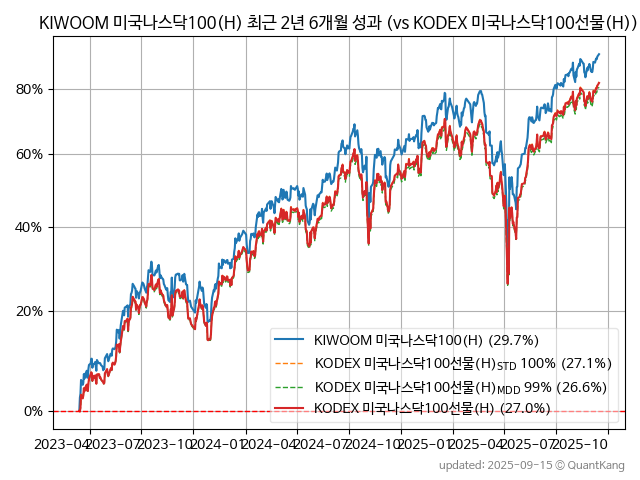 KIWOOM 미국나스닥100(H) 최근 2년 6개월 성과 (vs KODEX 미국나스닥100선물(H))
80%
60%
40%
20%
0%
KIWOOM 미국나스닥100(H) (29.7%)
KODEX 미국나스닥100선물(H)STD 100% (27.1%)
KODEX 미국나스닥100선물(H)MDD 99% (26.6%)
KODEX 미국나스닥100선물(H) (27.0%)
2023-04 2023-07 2023-10 2024-01 2024-04 2024-07 2024-10 2025-01 2025-04 2025-07 2025-10
updated: 2025-09-15 © QuantKang